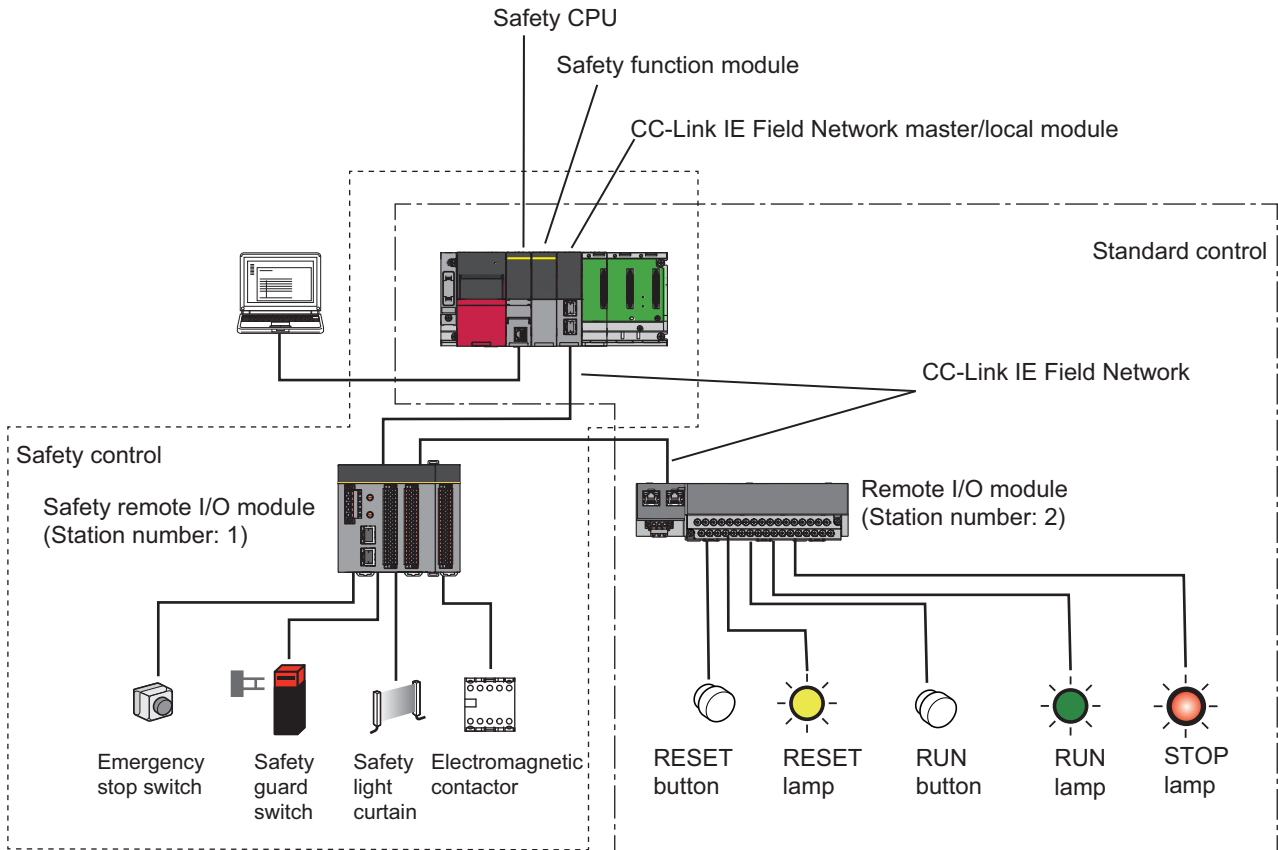 Safety CPU
Safety function module
CC-Link IE Field Network master/local module
Standard control
CC-Link IE Field Network
Safety control
Safety remote I/O module
(Station number: 1)
Remote I/O module
(Station number: 2)
Emergency
stop switch
Safety
guard
switch
Safety
light
curtain
Electromagnetic
contactor
RESET
button
RESET
lamp
RUN
button
RUN
lamp
STOP
lamp